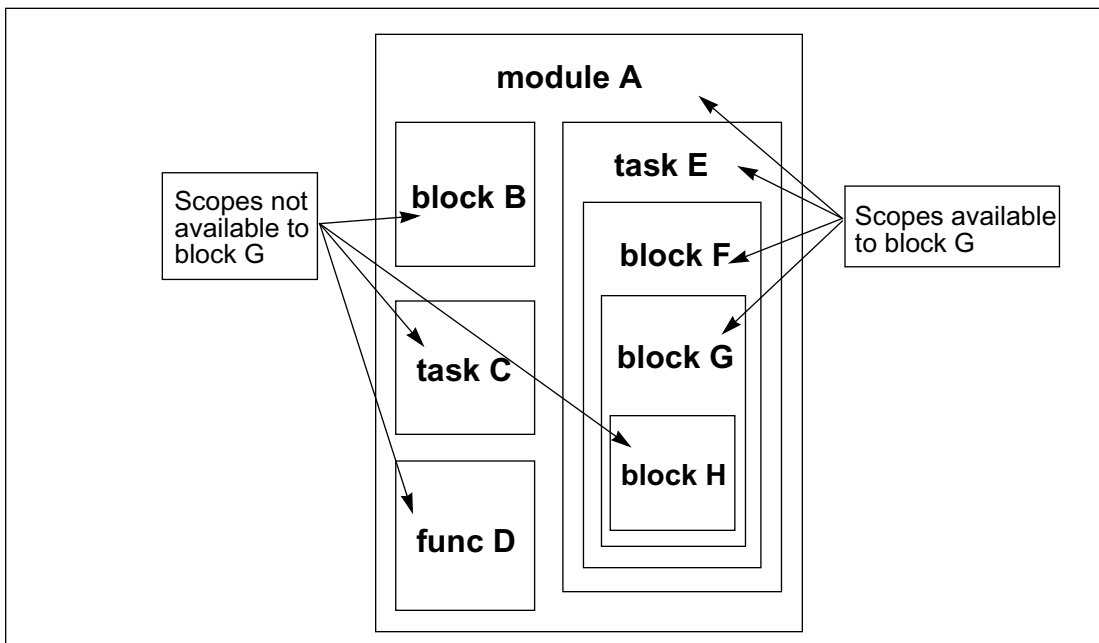 module A
task E
block B
Scopes not
available to
block G
Scopes available
to block G
block F
block G
task C
block H
func D